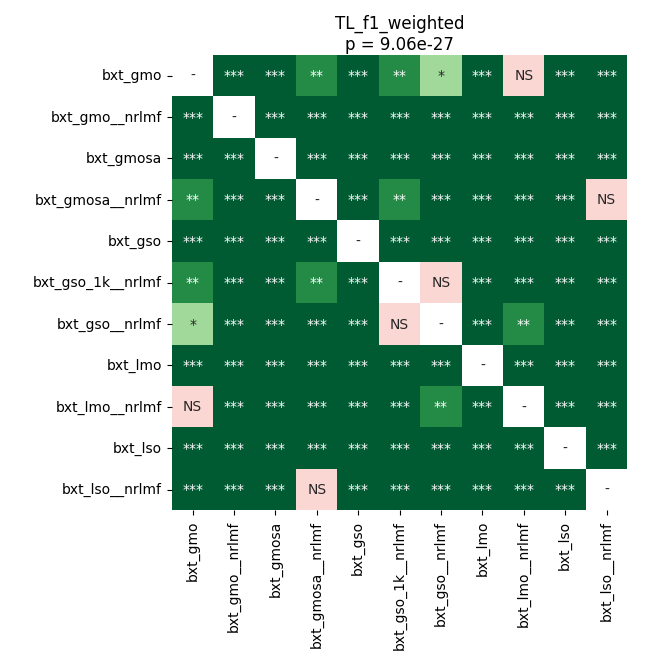 TL_f1_weighted
p = 9.06e-27
bxt_gmo - *** *** ** *** ** * *** NS *** ***
bxt_gmo__nrlmf *** - *** *** *** *** *** *** *** *** ***
bxt_gmosa *** *** - *** *** *** *** *** *** *** ***
bxt_gmosa__nrlmf ** *** *** - *** ** *** *** *** *** NS
bxt_gso *** *** *** *** - *** *** *** *** *** ***
bxt_gso_1k__nrlmf ** *** *** ** *** - NS *** *** *** ***
bxt_gso__nrlmf * *** *** *** *** NS - *** ** *** ***
bxt_lmo *** *** *** *** *** *** *** - *** *** ***
bxt_lmo__nrlmf NS *** *** *** *** *** ** *** - *** ***
bxt_lso *** *** *** *** *** *** *** *** *** - ***
bxt_lso__nrlmf *** *** *** NS *** *** *** *** *** *** -
bxt_gmo
bxt_gmo__nrlmf
bxt_gmosa
bxt_gmosa__nrlmf
bxt_gso
bxt_gso_1k__nrlmf
bxt_gso__nrlmf
bxt_lmo
bxt_lmo__nrlmf
bxt_lso
bxt_lso__nrlmf